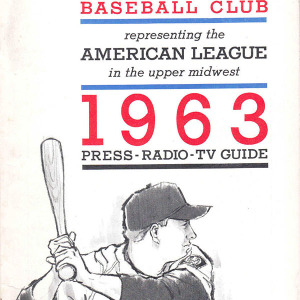 BASEBALL CLUB
representing the
AMERICAN LEAGUE
in the upper midwest
1963
PRESS-RADIO-TV GUIDE